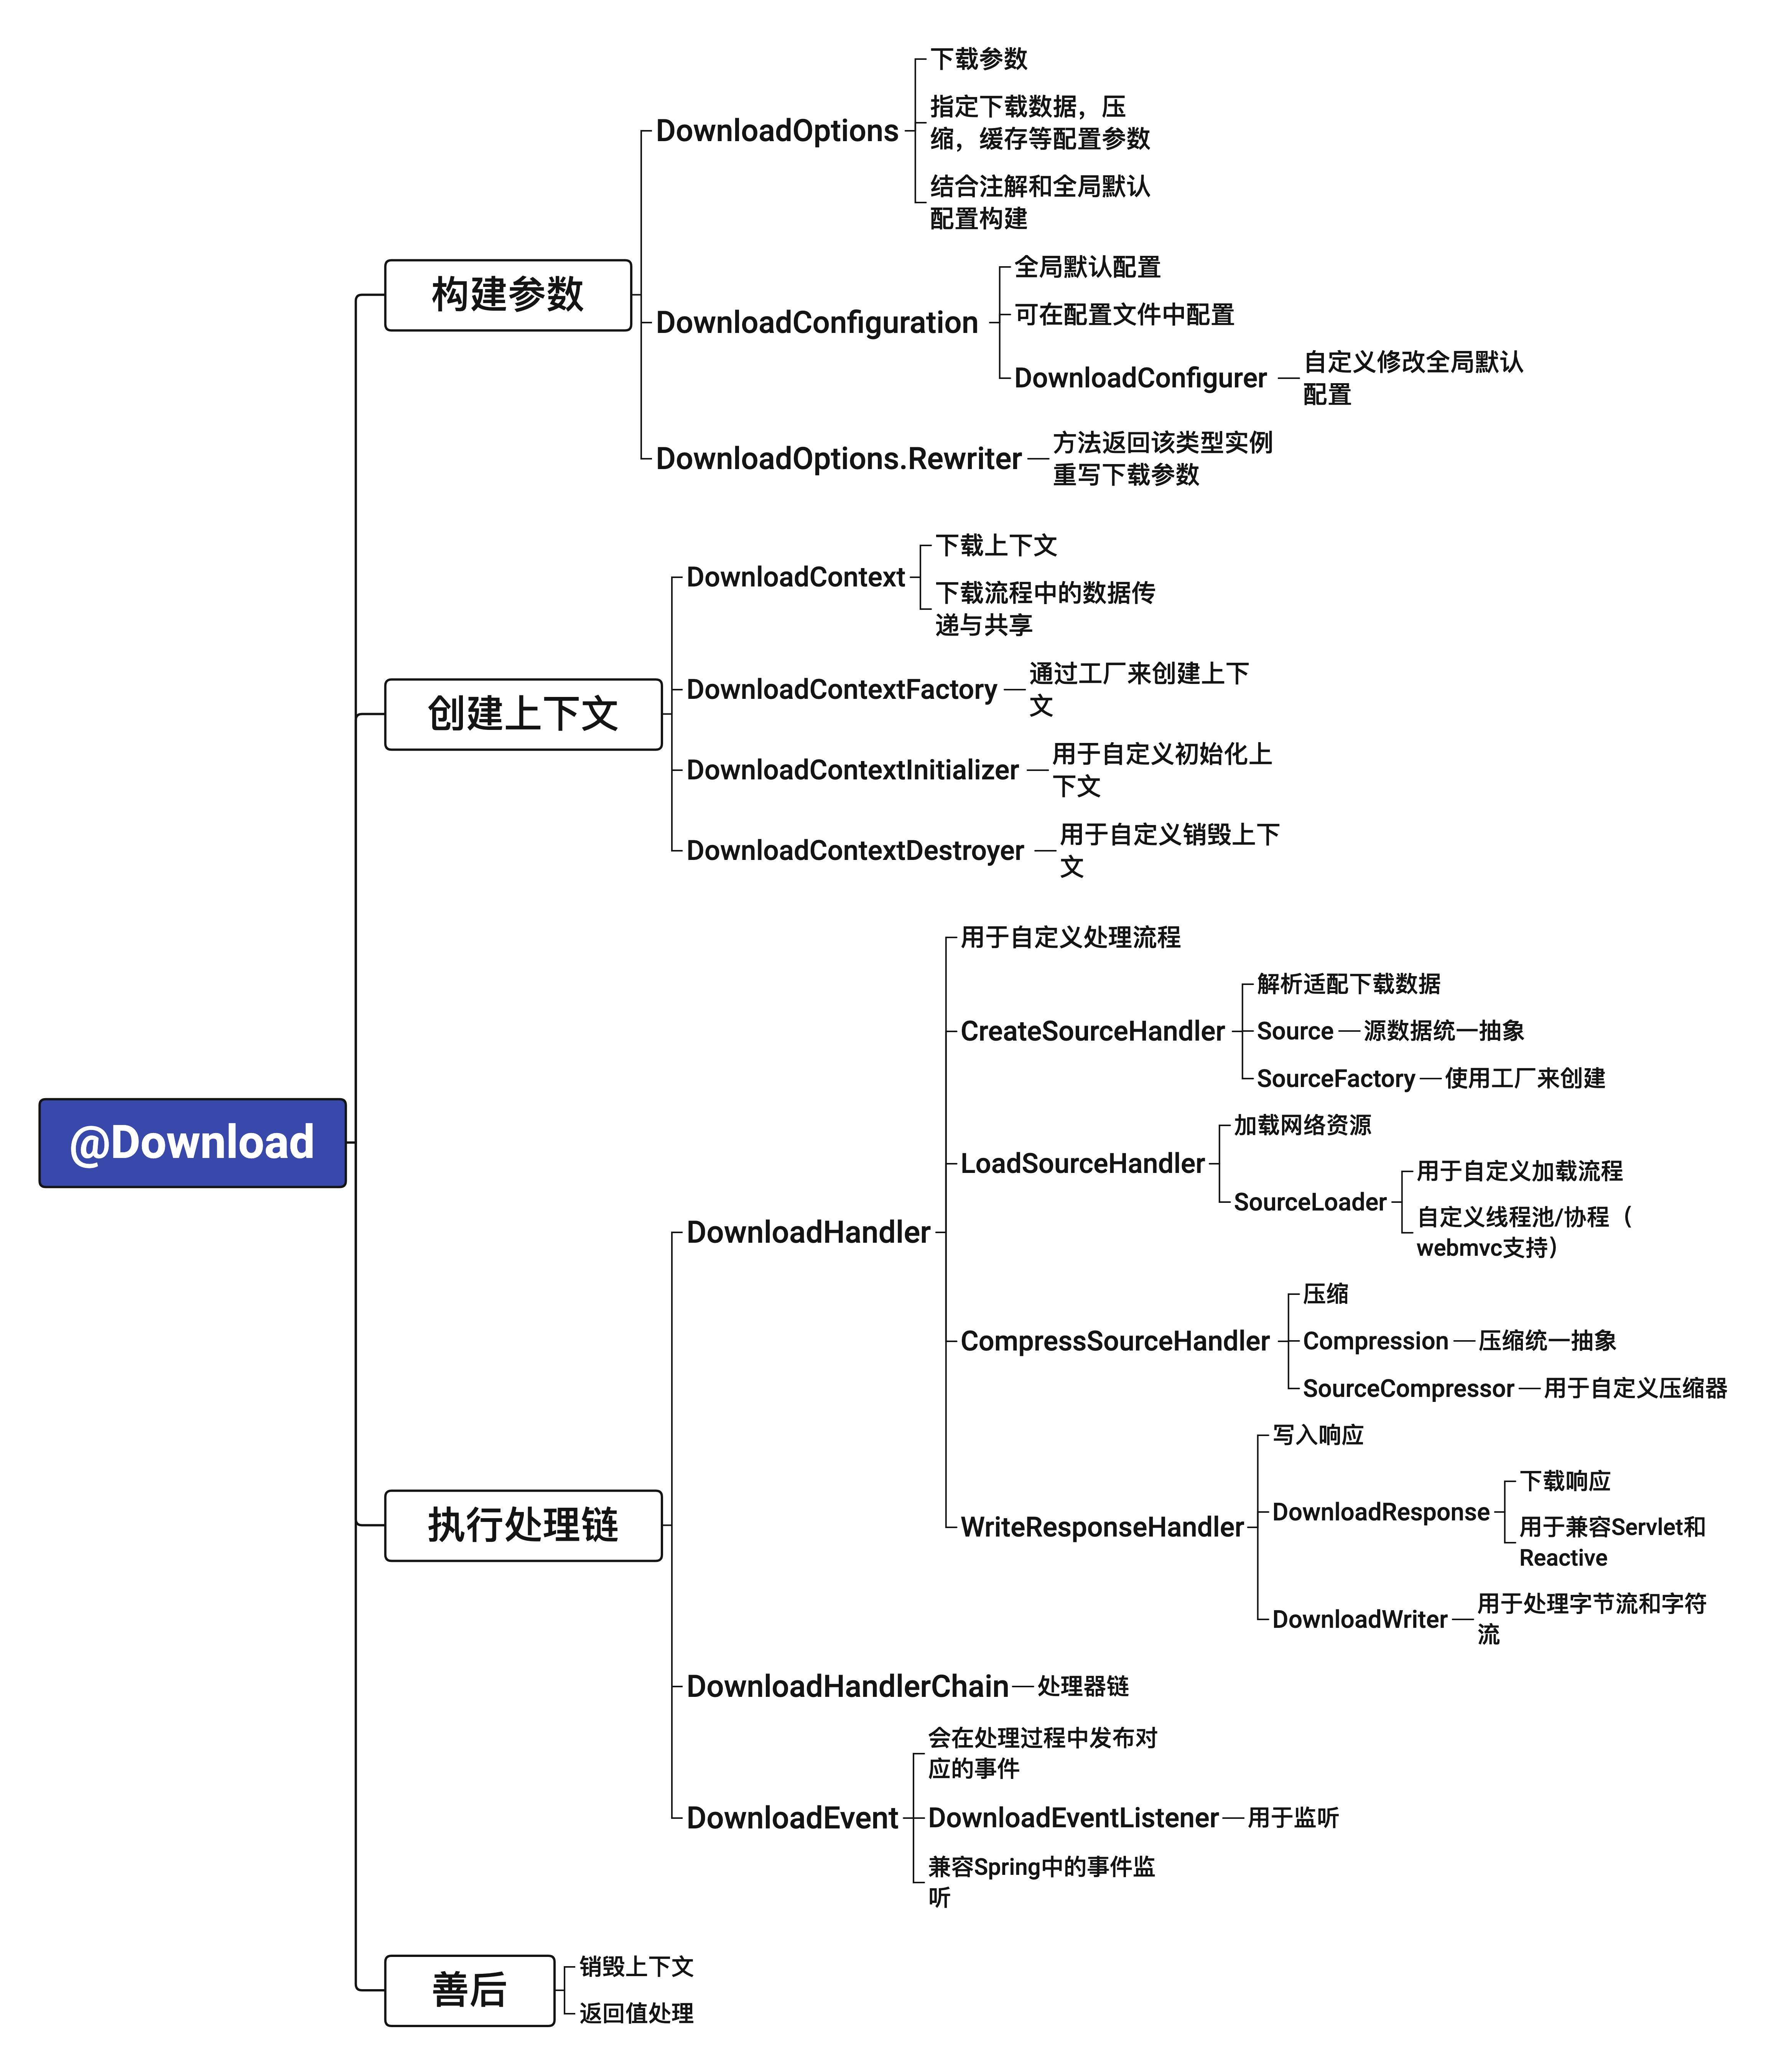 @Download
构建参数
DownloadOptions
下载参数
指定下载数据，压
缩，缓存等配置参数
结合注解和全局默认
配置构建
DownloadConfiguration
全局默认配置
可在配置文件中配置
DownloadConfigurer
自定义修改全局默认
配置
DownloadOptions.Rewriter
方法返回该类型实例
重写下载参数
创建上下文
DownloadContext
下载上下文
下载流程中的数据传
递与共享
DownloadContextFactory
通过工厂来创建上下
文
DownloadContextInitializer
用于自定义初始化上
下文
DownloadContextDestroyer
用于自定义销毁上下
文
执行处理链
DownloadHandler
用于自定义处理流程
CreateSourceHandler
解析适配下载数据
Source
源数据统一抽象
SourceFactory
使用工厂来创建
LoadSourceHandler
加载网络资源
SourceLoader
用于自定义加载流程
自定义线程池/协程（
webmvc支持）
CompressSourceHandler
压缩
Compression
压缩统一抽象
SourceCompressor
用于自定义压缩器
WriteResponseHandler
写入响应
DownloadResponse
下载响应
用于兼容Servlet和
Reactive
DownloadWriter
用于处理字节流和字符
流
DownloadHandlerChain
处理器链
DownloadEvent
会在处理过程中发布对
应的事件
DownloadEventListener
用于监听
兼容Spring中的事件监
听
善后
销毁上下文
返回值处理